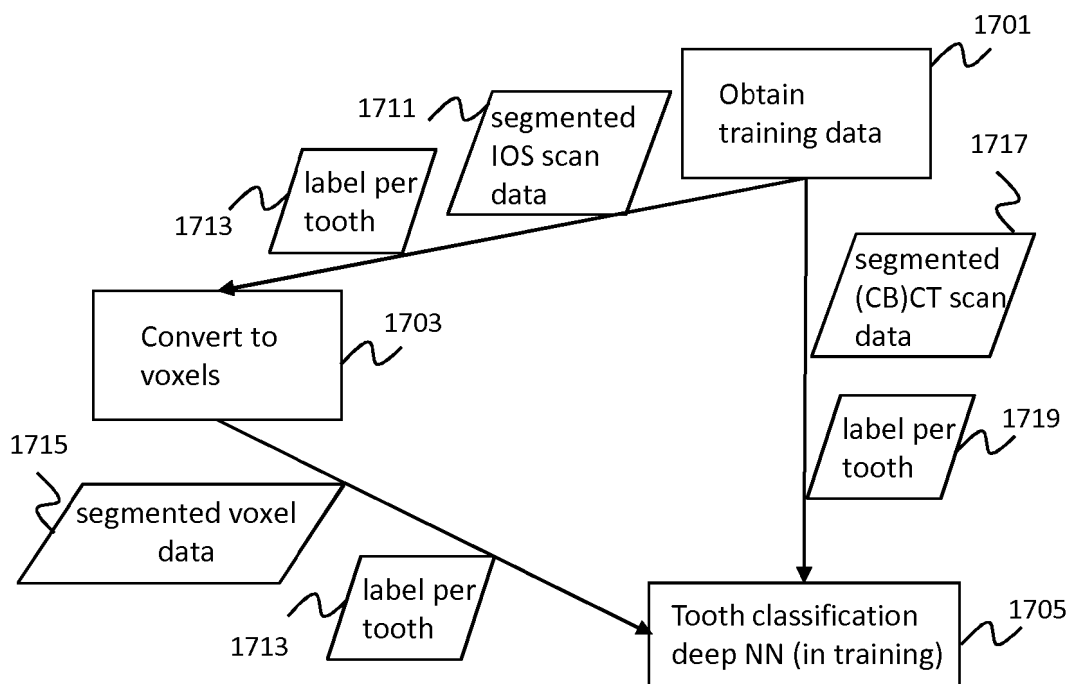 1701
Obtain
training data
1711
segmented
IOS scan
data
1717
label per
tooth
1713
segmented
(CB)CT scan
data
1703
Convert to
voxels
1719
label per
tooth
1715
segmented voxel
data
label per
tooth
1713
Tooth classification
deep NN (in training)
1705